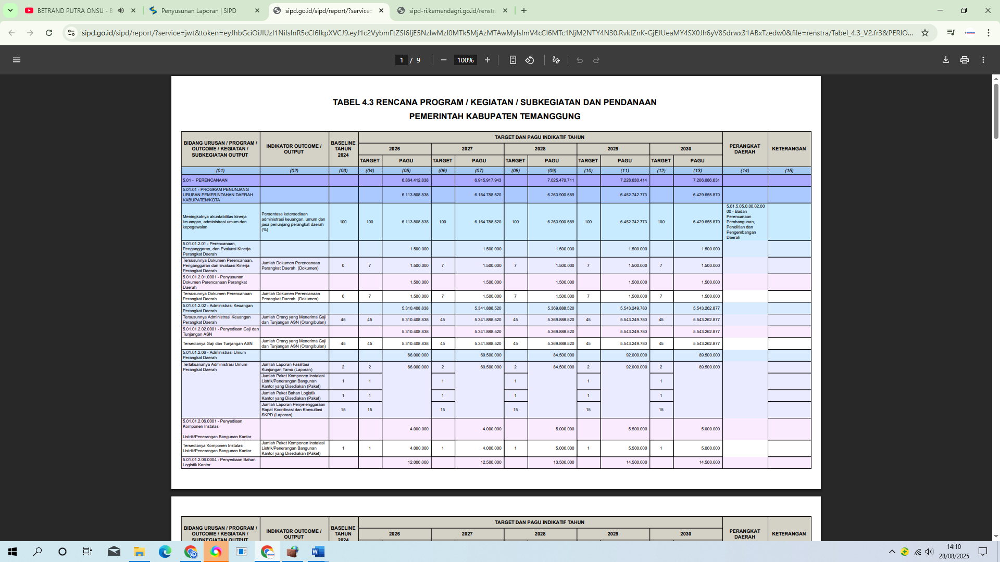 BETRAND PUTRA ONSU - B
Penyusunan Laporan | SIPD
sipd.go.id/sipd/report/?service=
sipd-ri.kemendagri.go.id/renstra
1 / 9
100%
TABEL 4.3 RENCANA PROGRAM / KEGIATAN / SUBKEGIATAN DAN PENDANAAN
PEMERINTAH KABUPATEN TEMANGGUNG
BIDANG URUSAN / PROGRAM / OUTCOME / KEGIATAN / SUBKEGIATAN OUTPUT INDIKATOR OUTCOME / OUTPUT BASELINE TAHUN 2024 TARGET DAN PAGU INDIKATIF TAHUN PERANGKAT DAERAH KETERANGAN
2026 2027 2028 2029 2030
TARGET PAGU TARGET PAGU TARGET PAGU TARGET PAGU TARGET PAGU
(01) (02) (03) (04) (05) (06) (07) (08) (09) (10) (11) (12) (13) (14) (15)
5.01 - PERENCANAAN 6.864.412.838 6.915.917.943 7.025.470.711 7.228.630.414 7.206.086.631
5.01.01 - PROGRAM PENUNJANG URUSAN PEMERINTAHAN DAERAH KABUPATEN/KOTA 6.113.808.838 6.164.788.520 6.263.900.589 6.452.742.773 6.429.655.870
Meningkatnya akuntabilitas kinerja keuangan, administrasi umum dan kepegawaian Persentase ketersediaan administrasi keuangan, umum dan jasa penunjang perangkat daerah (%) 100 100 6.113.808.838 100 6.164.788.520 100 6.263.900.589 100 6.452.742.773 100 6.429.655.870 5.01.5.05.0.00.02.00 00 - Badan Perencanaan Pembangunan, Penelitian dan Pengembangan Daerah
5.01.01.2.01 - Perencanaan, Penganggaran, dan Evaluasi Kinerja Perangkat Daerah 1.500.000 1.500.000 1.500.000 1.500.000 1.500.000
Tersusunnya Dokumen Perencanaan, Penganggaran dan Evaluasi Kinerja Perangkat Daerah Jumlah Dokumen Perencanaan Perangkat Daerah (Dokumen) 0 7 1.500.000 7 1.500.000 7 1.500.000 7 1.500.000 7 1.500.000
5.01.01.2.01.0001 - Penyusunan Dokumen Perencanaan Perangkat Daerah 1.500.000 1.500.000 1.500.000 1.500.000 1.500.000
Tersusunnya Dokumen Perencanaan Perangkat Daerah Jumlah Dokumen Perencanaan Perangkat Daerah (Dokumen) 0 7 1.500.000 7 1.500.000 7 1.500.000 7 1.500.000 7 1.500.000
5.01.01.2.02 - Administrasi Keuangan Perangkat Daerah 5.310.408.838 5.341.888.520 5.369.888.520 5.543.249.780 5.543.262.877
Tersusunnya Administrasi Keuangan Perangkat Daerah Jumlah Orang yang Menerima Gaji dan Tunjangan ASN (Orang/bulan) 45 45 5.310.408.838 45 5.341.888.520 45 5.369.888.520 45 5.543.249.780 45 5.543.262.877
5.01.01.2.02.0001 - Penyediaan Gaji dan Tunjangan ASN 5.310.408.838 5.341.888.520 5.369.888.520 5.543.249.780 5.543.262.877
Tersedianya Gaji dan Tunjangan ASN Jumlah Orang yang Menerima Gaji dan Tunjangan ASN (Orang/bulan) 45 45 5.310.408.838 45 5.341.888.520 45 5.369.888.520 45 5.543.249.780 45 5.543.262.877
5.01.01.2.06 - Administrasi Umum Perangkat Daerah 66.000.000 69.500.000 84.500.000 92.000.000 89.500.000
Terlaksananya Administrasi Umum Perangkat Daerah Jumlah Laporan Fasilitasi Kunjungan Tamu (Laporan) 2 2 66.000.000 2 69.500.000 2 84.500.000 2 92.000.000 2 89.500.000
Jumlah Paket Komponen Instalasi Listrik/Penerangan Bangunan Kantor yang Disediakan (Paket) 1 1 1 1 1 1
Jumlah Paket Bahan Logistik Kantor yang Disediakan (Paket) 1 1 1 1 1 1
Jumlah Laporan Penyelenggaraan Rapat Koordinasi dan Konsultasi SKPD (Laporan) 15 15 15 15 15 15
5.01.01.2.06.0001 - Penyediaan Komponen Instalasi Listrik/Penerangan Bangunan Kantor 4.000.000 4.000.000 5.000.000 5.500.000 5.000.000
Tersedianya Komponen Instalasi Listrik/Penerangan Bangunan Kantor Jumlah Paket Komponen Instalasi Listrik/Penerangan Bangunan Kantor yang Disediakan (Paket) 1 1 4.000.000 1 4.000.000 1 5.000.000 1 5.500.000 1 5.000.000
5.01.01.2.06.0004 - Penyediaan Bahan Logistik Kantor 12.000.000 12.500.000 13.500.000 14.500.000 14.500.000
BIDANG URUSAN / PROGRAM / OUTCOME / KEGIATAN / SUBKEGIATAN OUTPUT INDIKATOR OUTCOME / OUTPUT BASELINE TAHUN 2024 TARGET DAN PAGU INDIKATIF TAHUN PERANGKAT DAERAH KETERANGAN
2026 2027 2028 2029 2030
14:10
28/08/2025